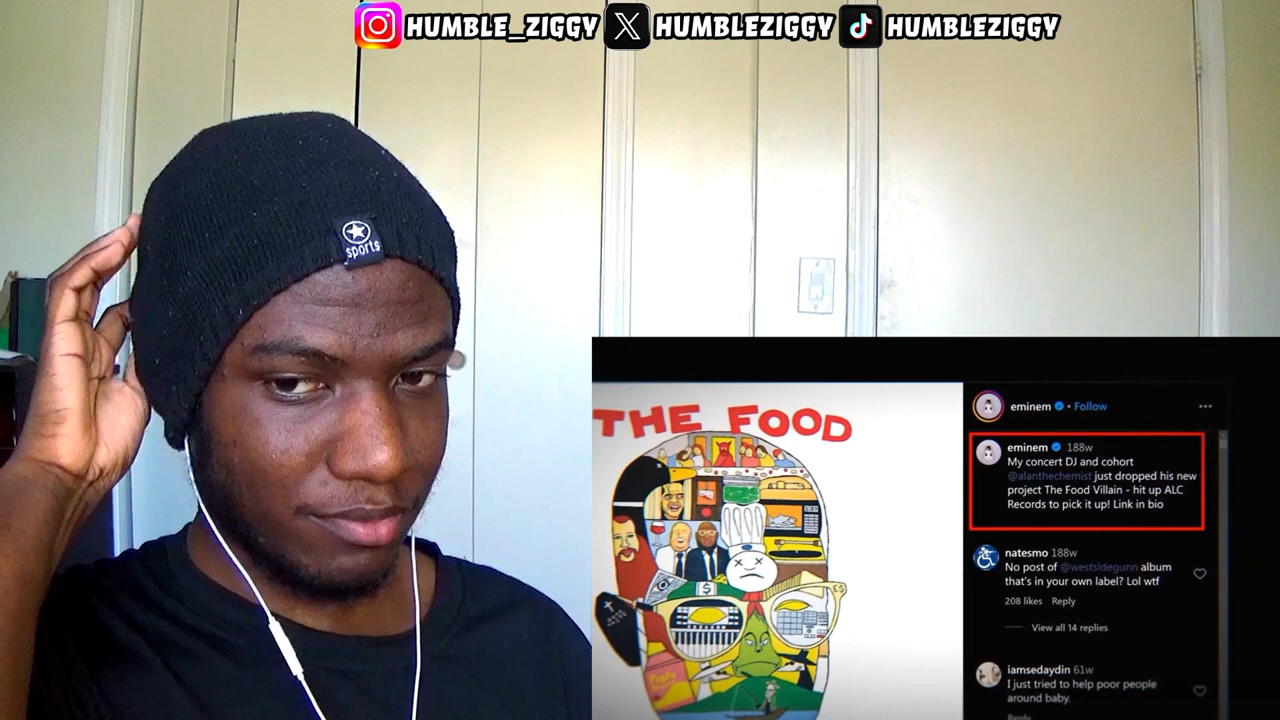 HUMBLE_ZIGGY HUMBLEZIGGY HUMBLEZIGGY
sports
THE FOOD
eminem • Follow
eminem 188w
My concert DJ and cohort
@alanthechemist just dropped his new
project The Food Villain - hit up ALC
Records to pick it up! Link in bio
natesmo 188w
No post of @westsidegunn album
that's in your own label? Lol wtf
208 likes Reply
View all 14 replies
iamsedaydin 61w
I just tried to help poor people
around baby.
Reply